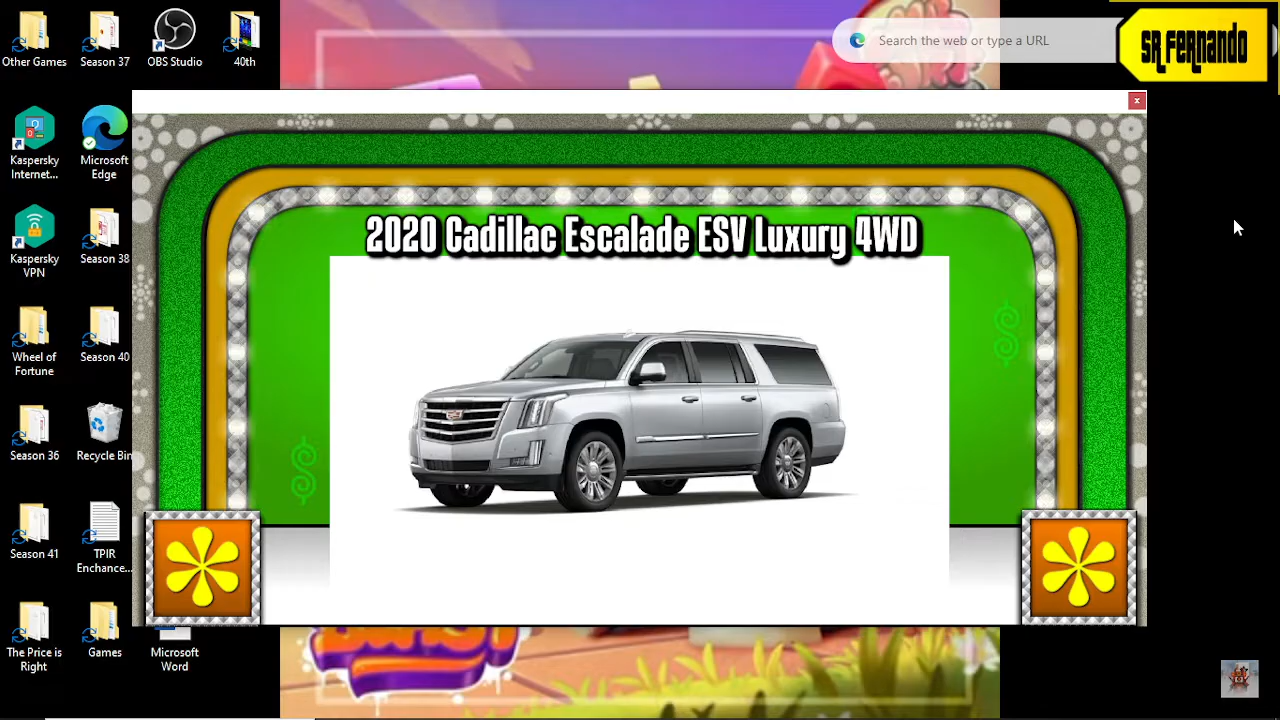 Other Games
Season 37
OBS Studio
40th
Search the web or type a URL
SR FERNANDO
x
Kaspersky
Internet...
Microsoft
Edge
2020 Cadillac Escalade ESV Luxury 4WD
Kaspersky
VPN
Season 38
Wheel of
Fortune
Season 40
Season 36
Recycle Bin
Season 41
TPIR
Enchance...
The Price is
Right
Games
Microsoft
Word